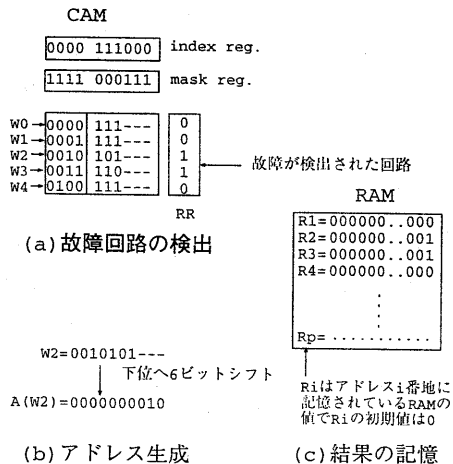 CAM
0000 111000 index reg.
1111 000111 mask reg.
W0→0000 111--- 0
W1→0001 111--- 0
W2→0010 101--- 1
W3→0011 110--- 1
W4→0100 111--- 0
RR
故障が検出された回路
(a)故障回路の検出
RAM
R1=000000..000
R2=000000..001
R3=000000..001
R4=000000..000
Rp=...........
Riはアドレスi番地に
記憶されているRAMの
値でRiの初期値は0
(c)結果の記憶
W2=0010101---
下位へ6ビットシフト
A(W2)=0000000010
(b)アドレス生成